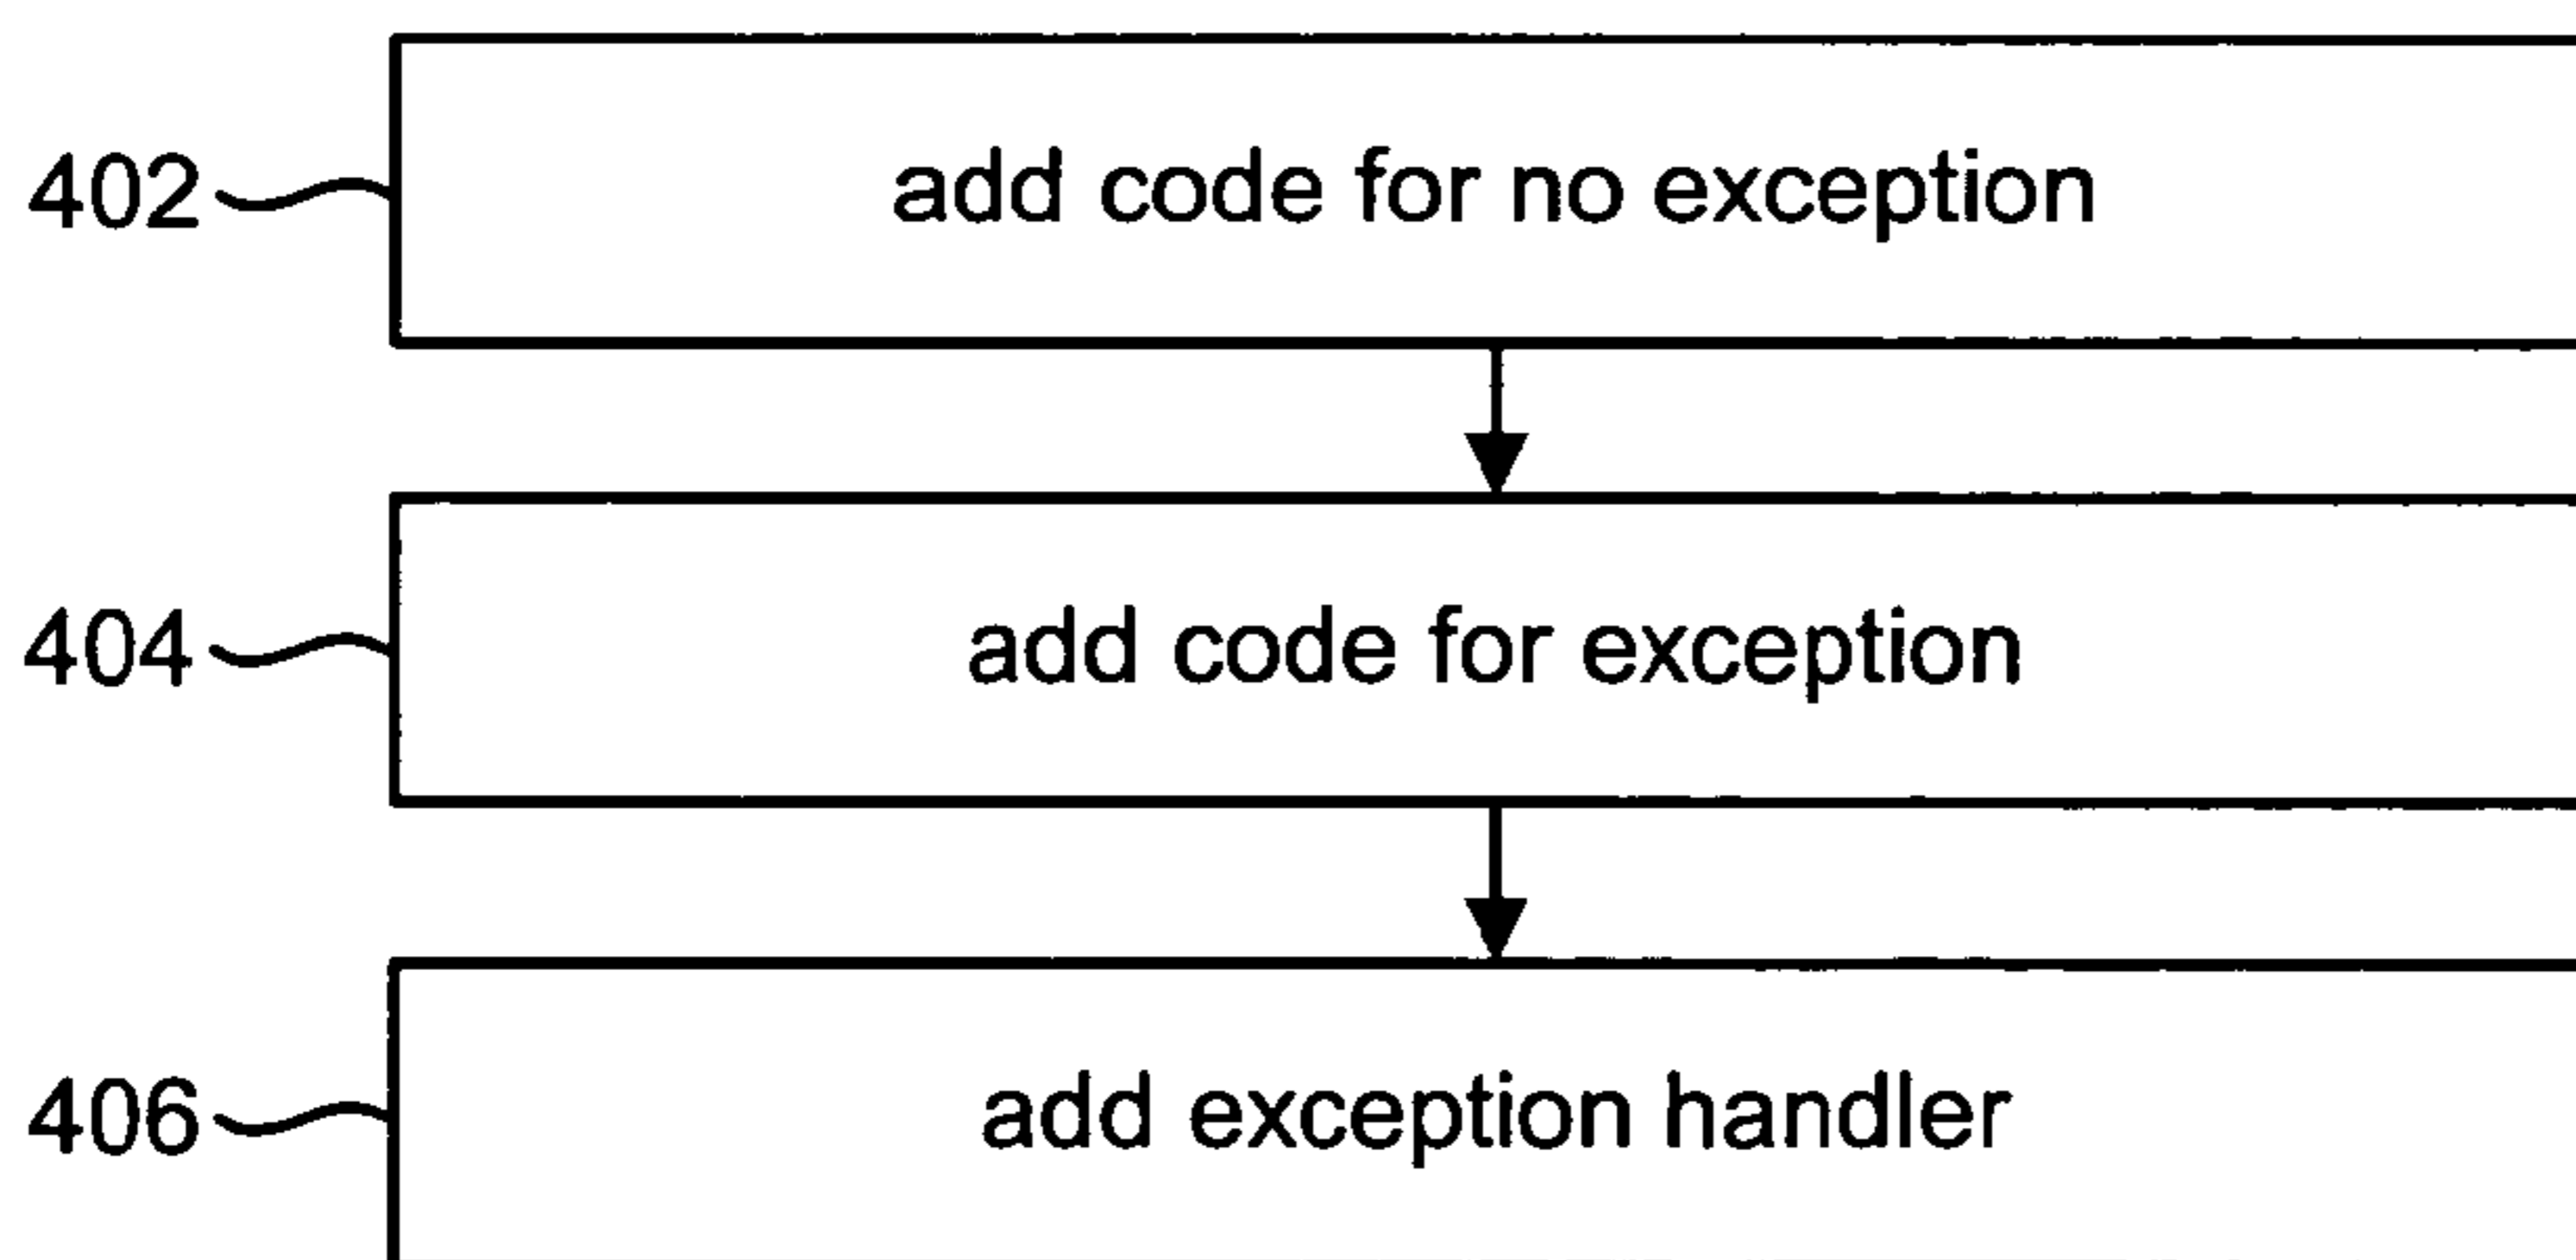 402 add code for no exception
404 add code for exception
406 add exception handler